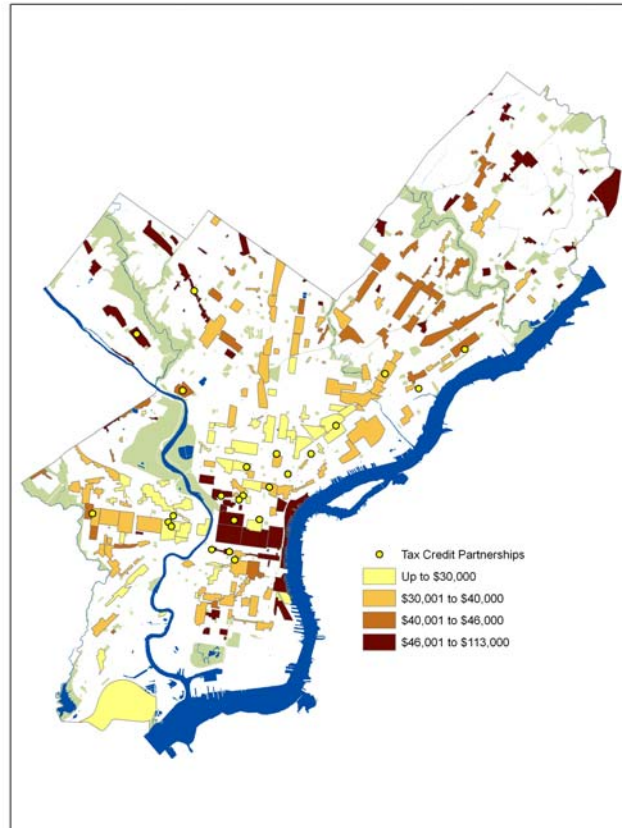 Tax Credit Partnerships
Up to $30,000
$30,001 to $40,000
$40,001 to $46,000
$46,001 to $113,000